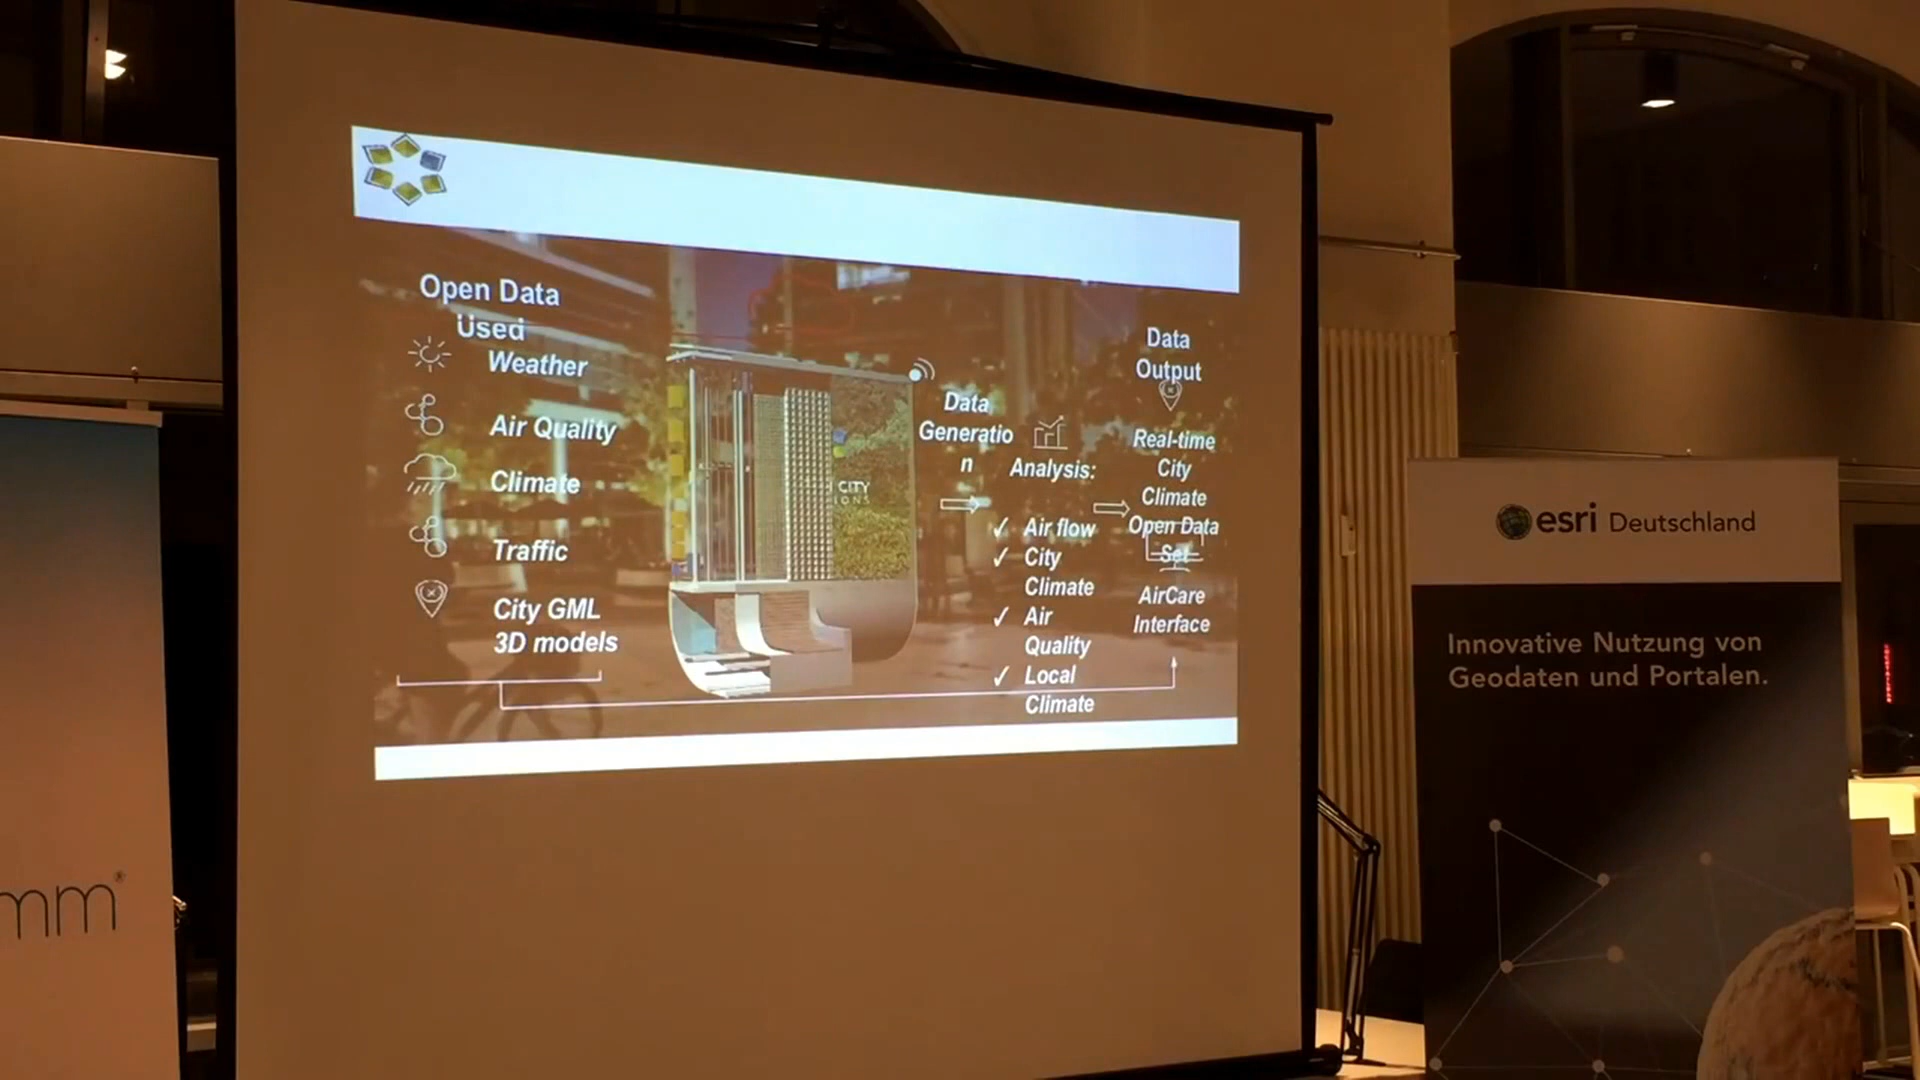 Open Data
Used
Weather
Air Quality
Climate
Traffic
City GML
3D models
CITY
Data
Generatio
n
Analysis:
✓ Air flow
✓ City
Climate
✓ Air
Quality
✓ Local
Climate
Data
Output
Real-time
City
Climate
Open Data
Set
AirCare
Interface
mm
esri Deutschland
Innovative Nutzung von
Geodaten und Portalen.